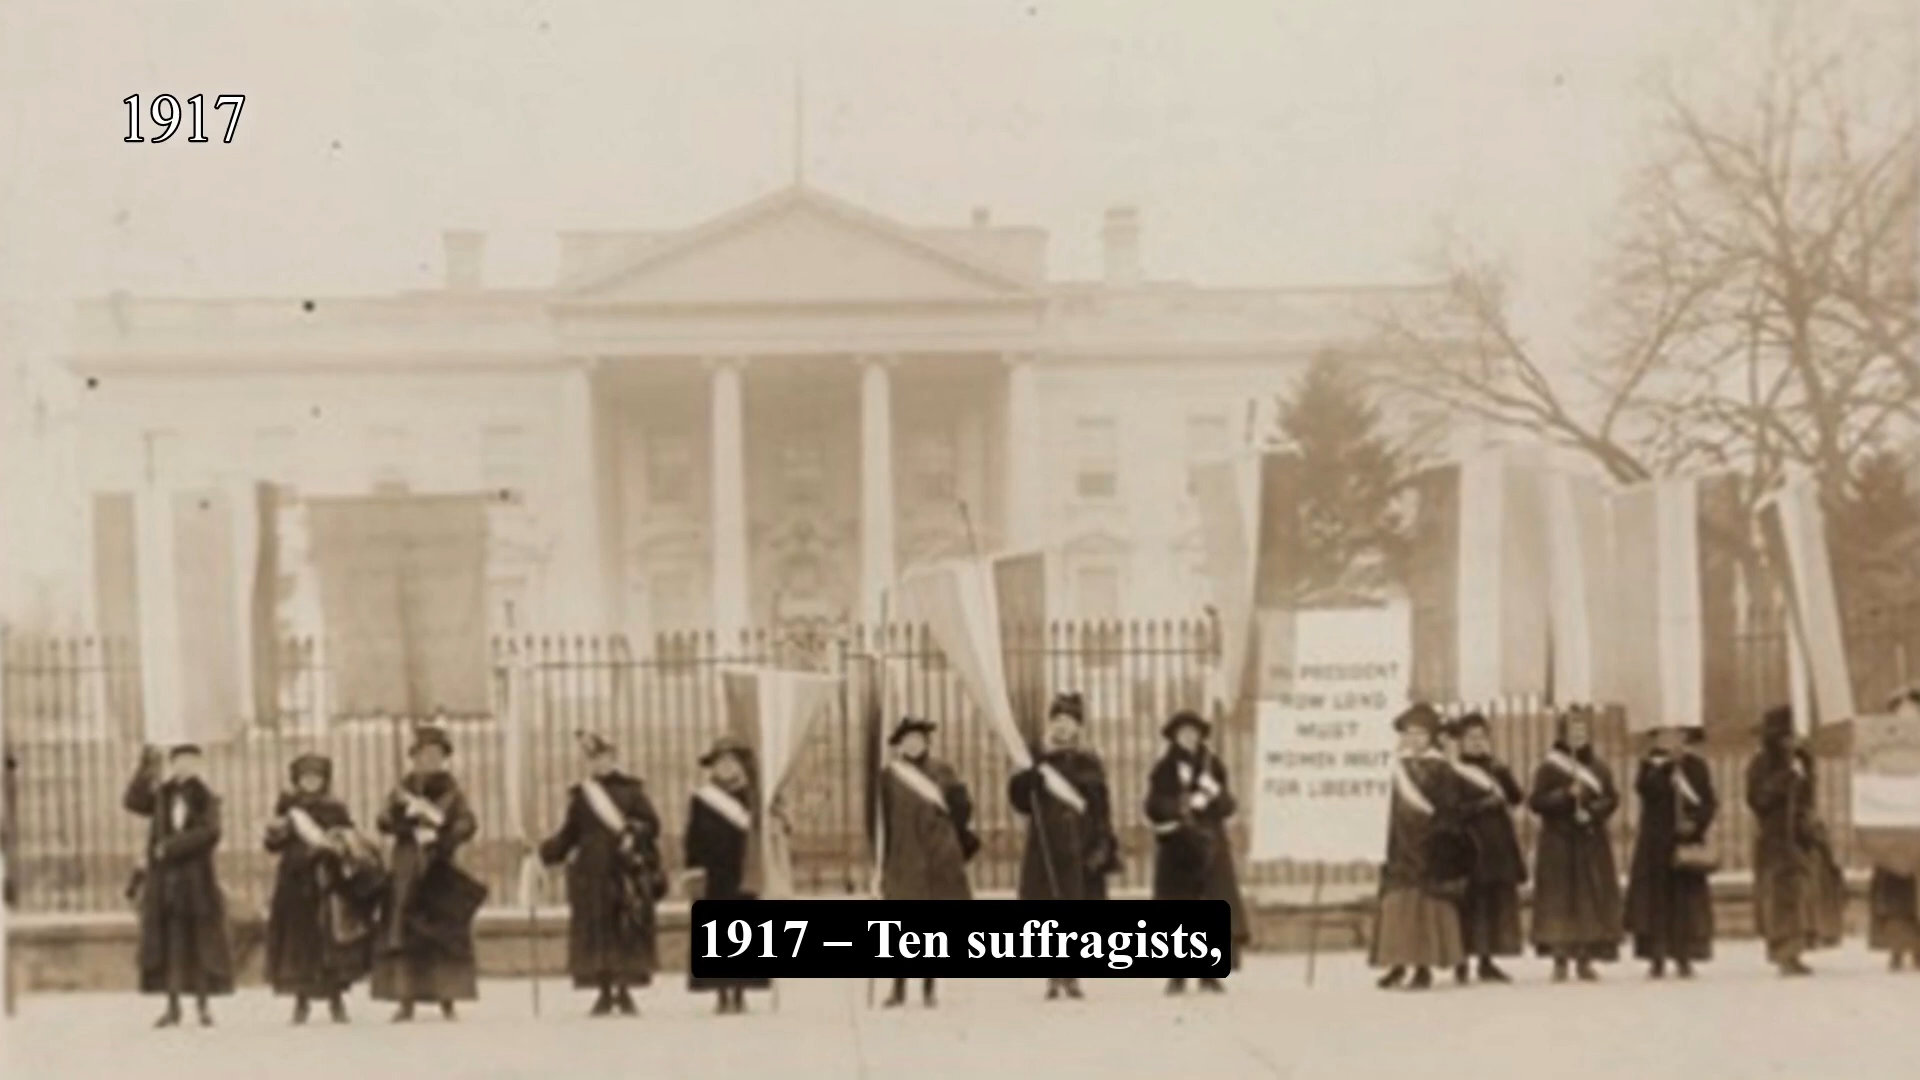 1917
PRESIDENT
HOW LONG
MUST
WOMEN WAIT
FOR LIBERTY
1917 – Ten suffragists,